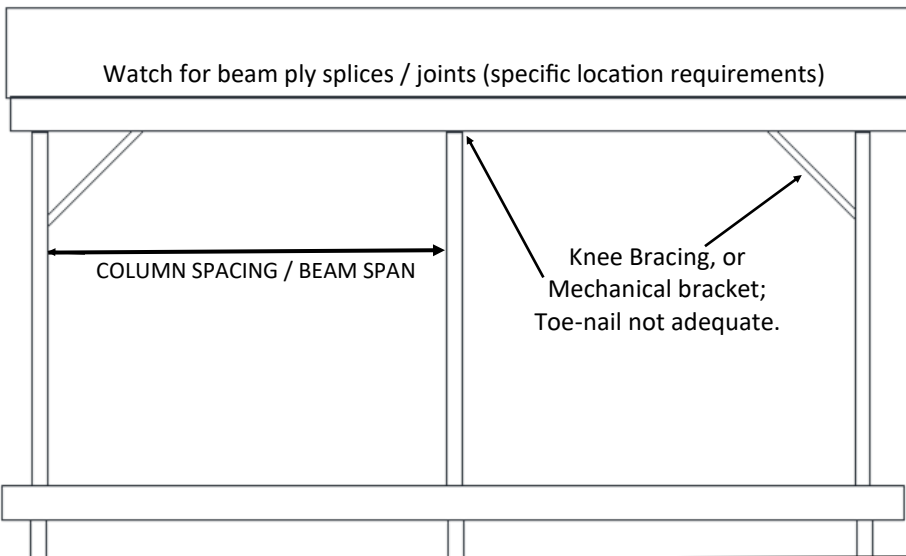 Watch for beam ply splices / joints (specific location requirements)
COLUMN SPACING / BEAM SPAN
Knee Bracing, or
Mechanical bracket;
Toe-nail not adequate.